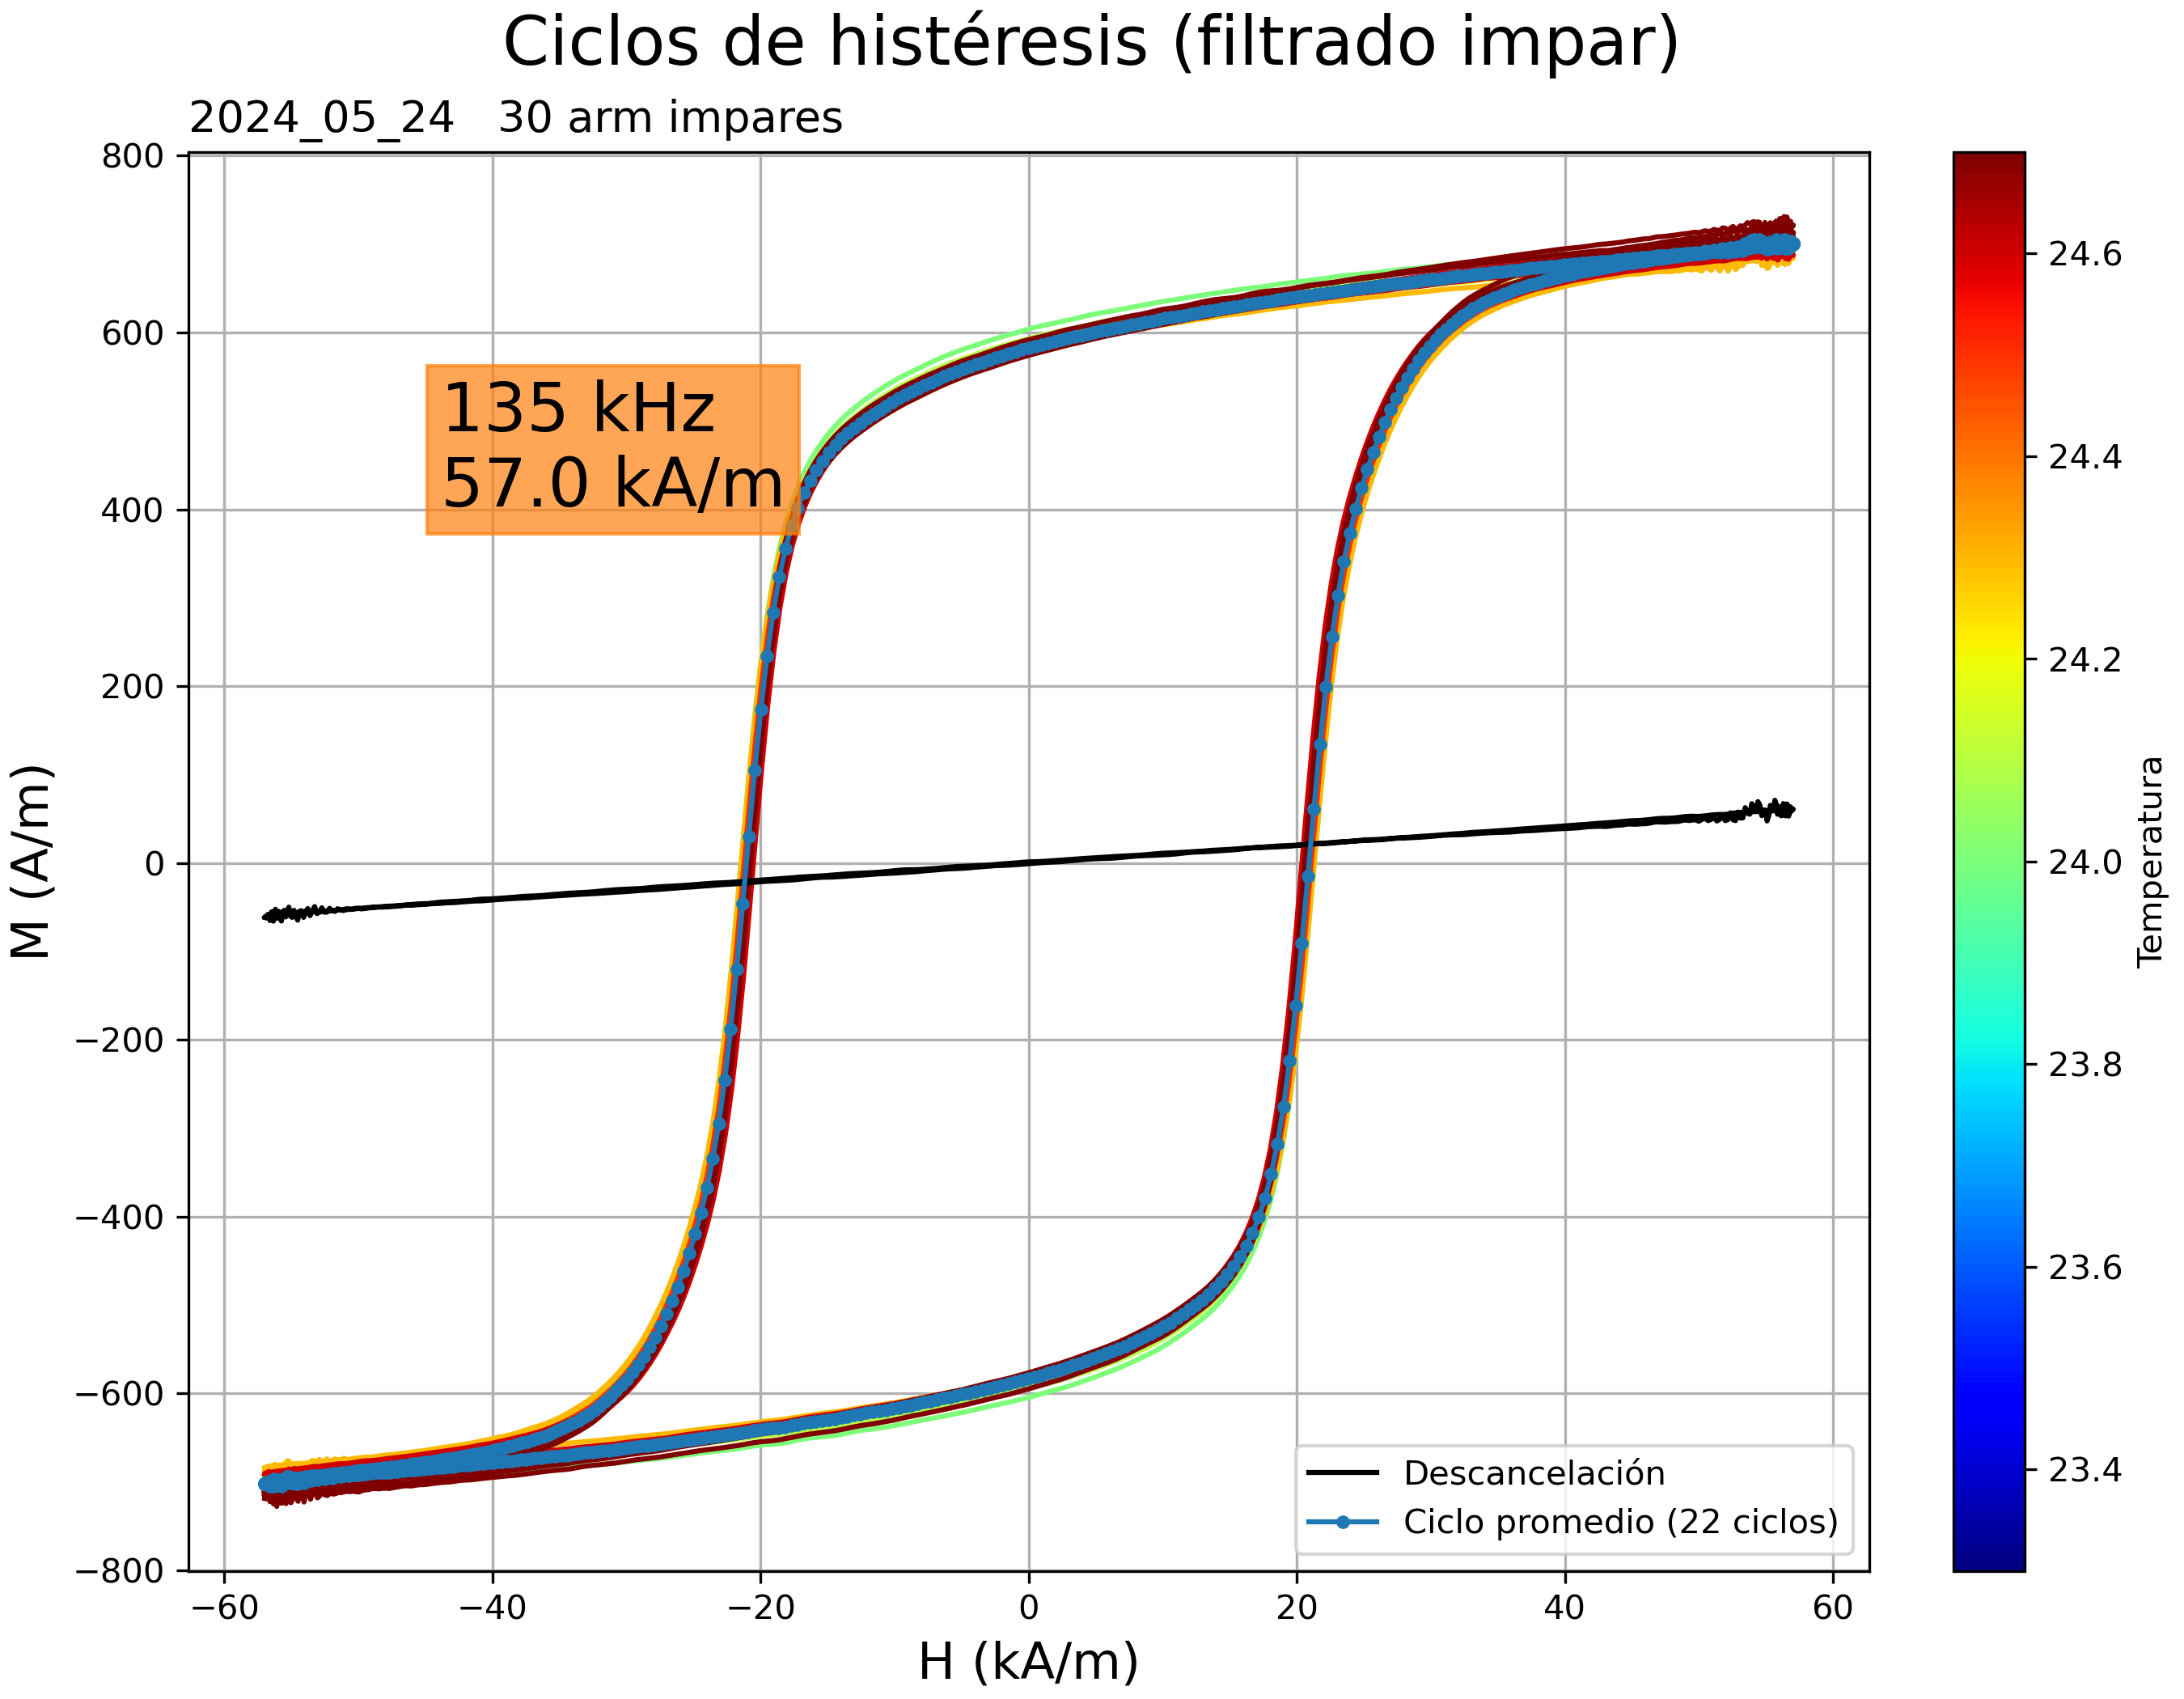 Ciclos de histéresis (filtrado impar)
2024_05_24   30 arm impares
800
600
400
200
0
−200
−400
−600
−800
M (A/m)
135 kHz
57.0 kA/m
Descancelación
Ciclo promedio (22 ciclos)
−60
−40
−20
0
20
40
60
H (kA/m)
24.6
24.4
24.2
24.0
23.8
23.6
23.4
Temperatura